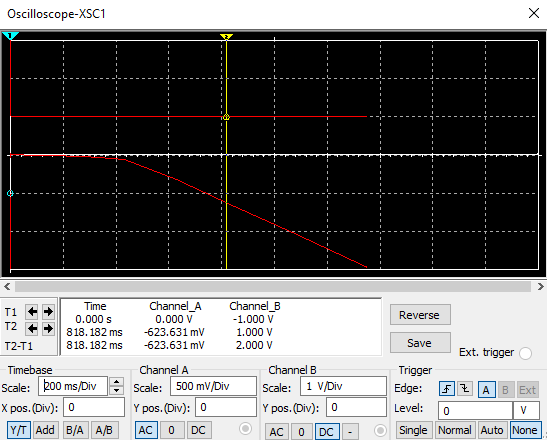 Oscilloscope-XSC1
1 2
T1 T2 T2-T1
Time Channel_A Channel_B
0.000 s 0.000 V -1.000 V
818.182 ms -623.631 mV 1.000 V
818.182 ms -623.631 mV 2.000 V
Reverse
Save
Ext. trigger
Timebase Channel A Channel B Trigger
Scale: 200 ms/Div Scale: 500 mV/Div Scale: 1 V/Div Edge: A B Ext
X pos.(Div): 0 Y pos.(Div): 0 Y pos.(Div): 0 Level: 0 V
Y/T Add B/A A/B AC 0 DC AC 0 DC - Single Normal Auto None